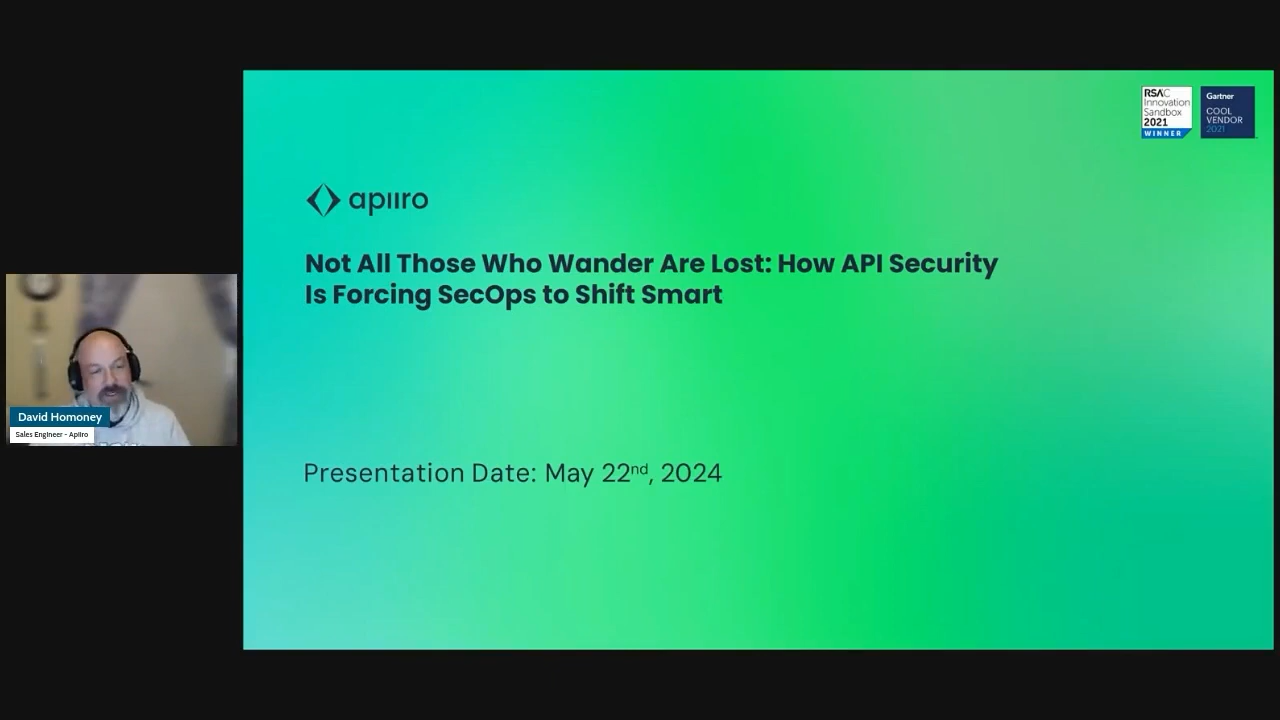 RSAC
Innovation
Sandbox
2021
WINNER
Gartner
COOL
VENDOR
2021
apiiro
Not All Those Who Wander Are Lost: How API Security
Is Forcing SecOps to Shift Smart
David Homoney
Sales Engineer - Apiiro
Presentation Date: May 22nd, 2024